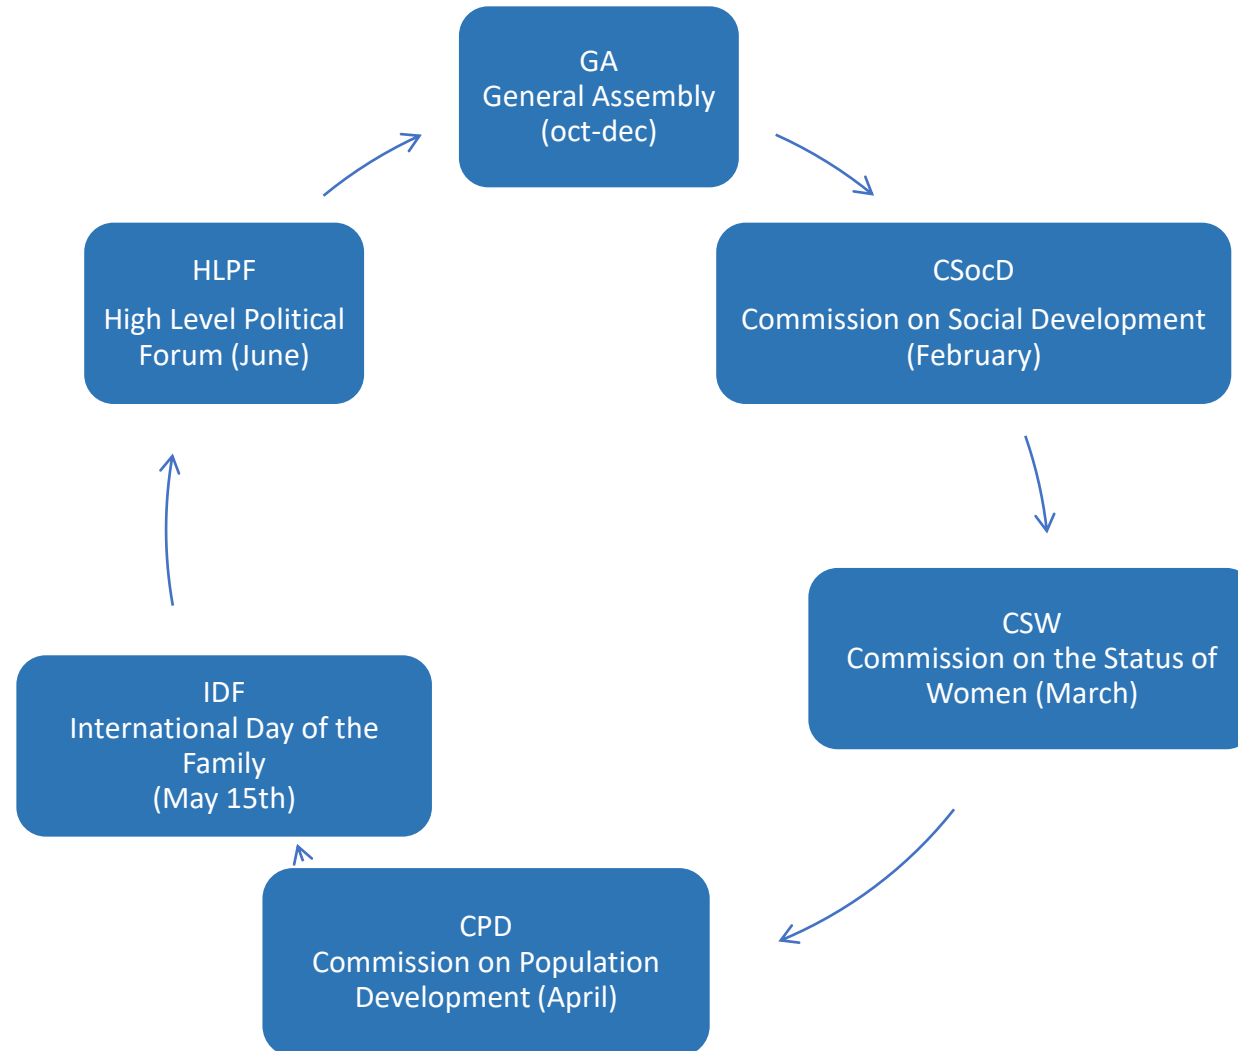 GA
General Assembly
(oct-dec)
HLPF
High Level Political
Forum (June)
CSocD
Commission on Social Development
(February)
CSW
Commission on the Status of
Women (March)
IDF
International Day of the
Family
(May 15th)
CPD
Commission on Population
Development (April)